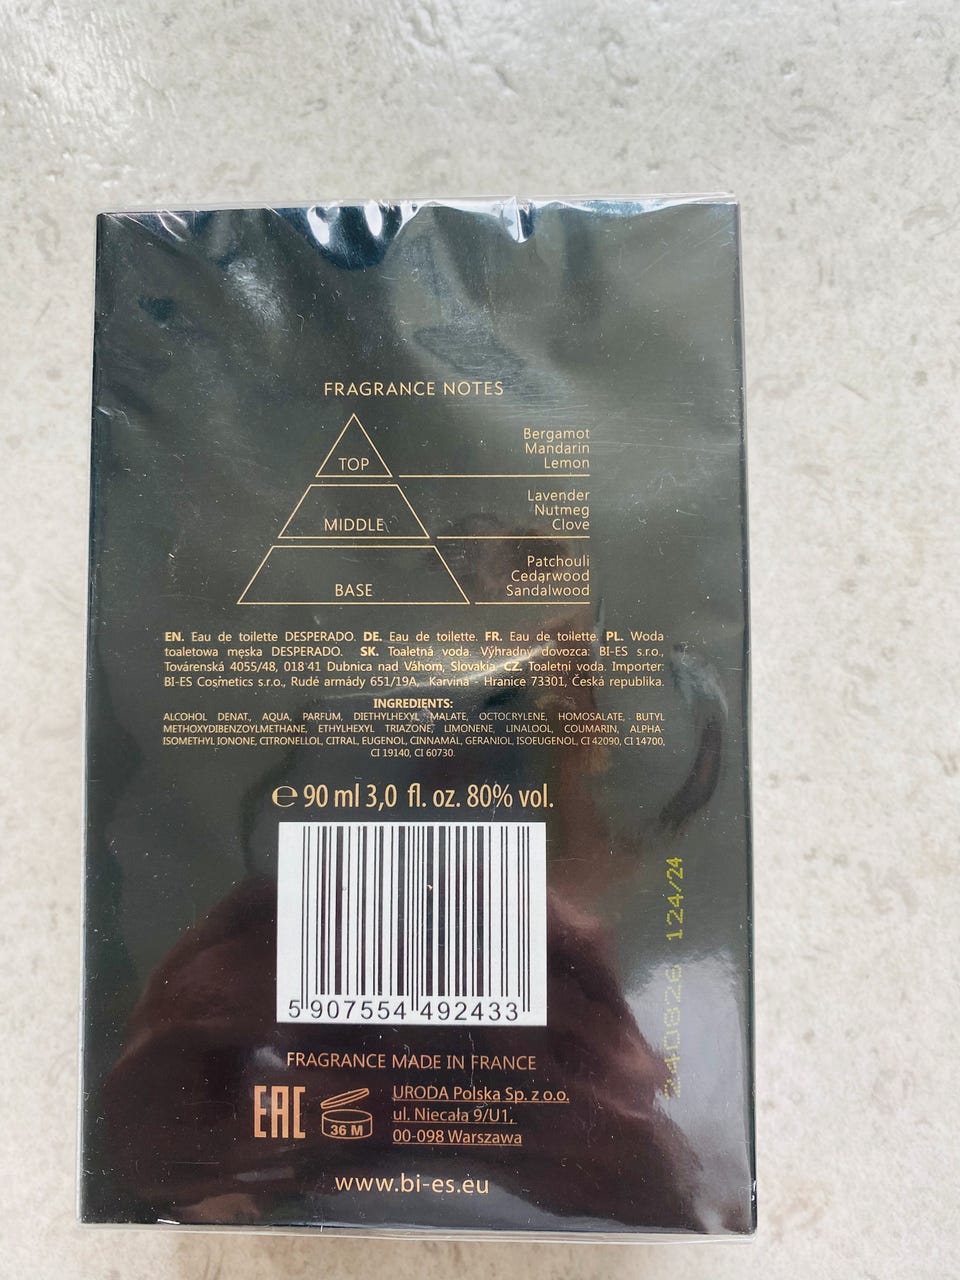 FRAGRANCE NOTES
TOP
Bergamot
Mandarin
Lemon
MIDDLE
Lavender
Nutmeg
Clove
BASE
Patchouli
Cedarwood
Sandalwood
EN. Eau de toilette DESPERADO. DE. Eau de toilette. FR. Eau de toilette. PL. Woda
toaletowa męska DESPERADO. SK. Toaletná voda. Výhradný dovozca: BI-ES s.r.o.,
Továrenská 4055/48, 018 41 Dubnica nad Váhom, Slovakia. CZ. Toaletní voda. Importer:
BI-ES Cosmetics s.r.o., Rudé armády 651/19A, Karviná - Hranice 73301, Česká republika.
INGREDIENTS:
ALCOHOL DENAT., AQUA, PARFUM, DIETHYLHEXYL MALATE, OCTOCRYLENE, HOMOSALATE, BUTYL
METHOXYDIBENZOYLMETHANE, ETHYLHEXYL TRIAZONE, LIMONENE, LINALOOL, COUMARIN, ALPHA-
ISOMETHYL IONONE, CITRONELLOL, CITRAL, EUGENOL, CINNAMAL, GERANIOL, ISOEUGENOL, CI 42090, CI 14700,
CI 19140, CI 60730
℮ 90 ml 3,0 fl. oz. 80% vol.
5 907554 492433
240826 124/24
FRAGRANCE MADE IN FRANCE
EAC
36 M
URODA Polska Sp. z o.o.
ul. Niecała 9/U1,
00-098 Warszawa
www.bi-es.eu